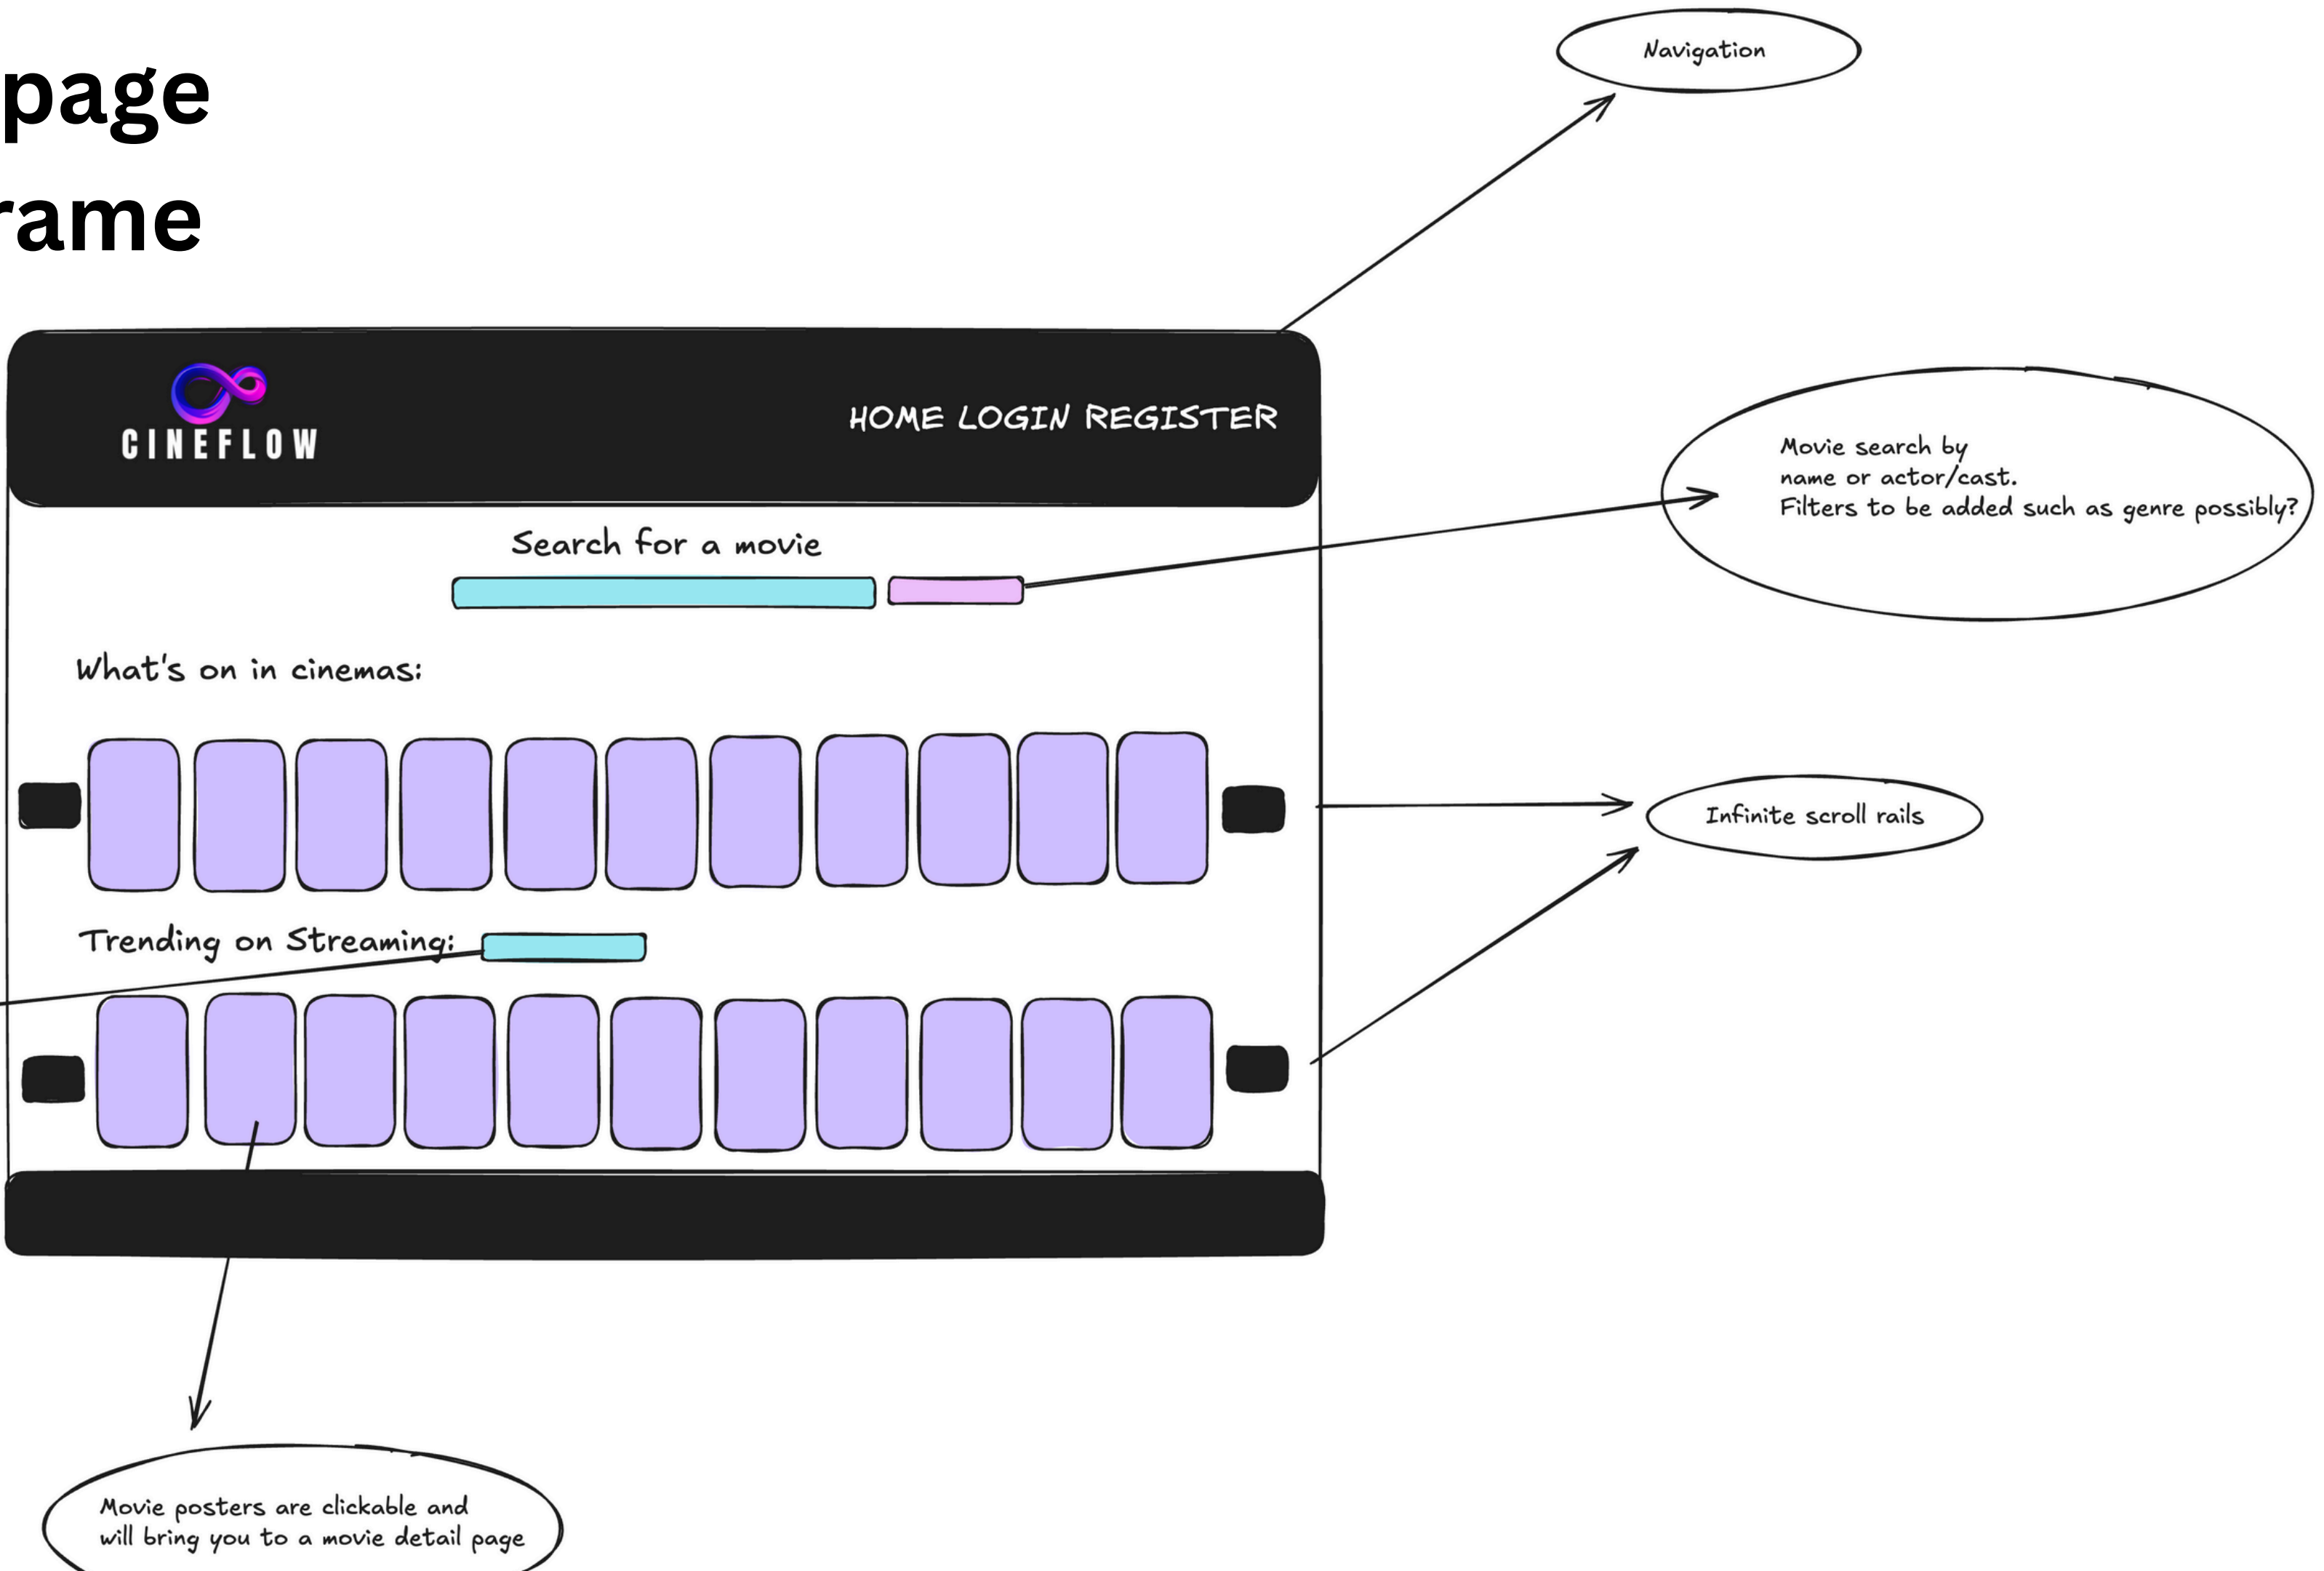 page
rame
Navigation
CINEFLOW
HOME LOGIN REGISTER
Movie search by
name or actor/cast.
Filters to be added such as genre possibly?
Search for a movie
What's on in cinemas:
Infinite scroll rails
Trending on Streaming:
Movie posters are clickable and
will bring you to a movie detail page